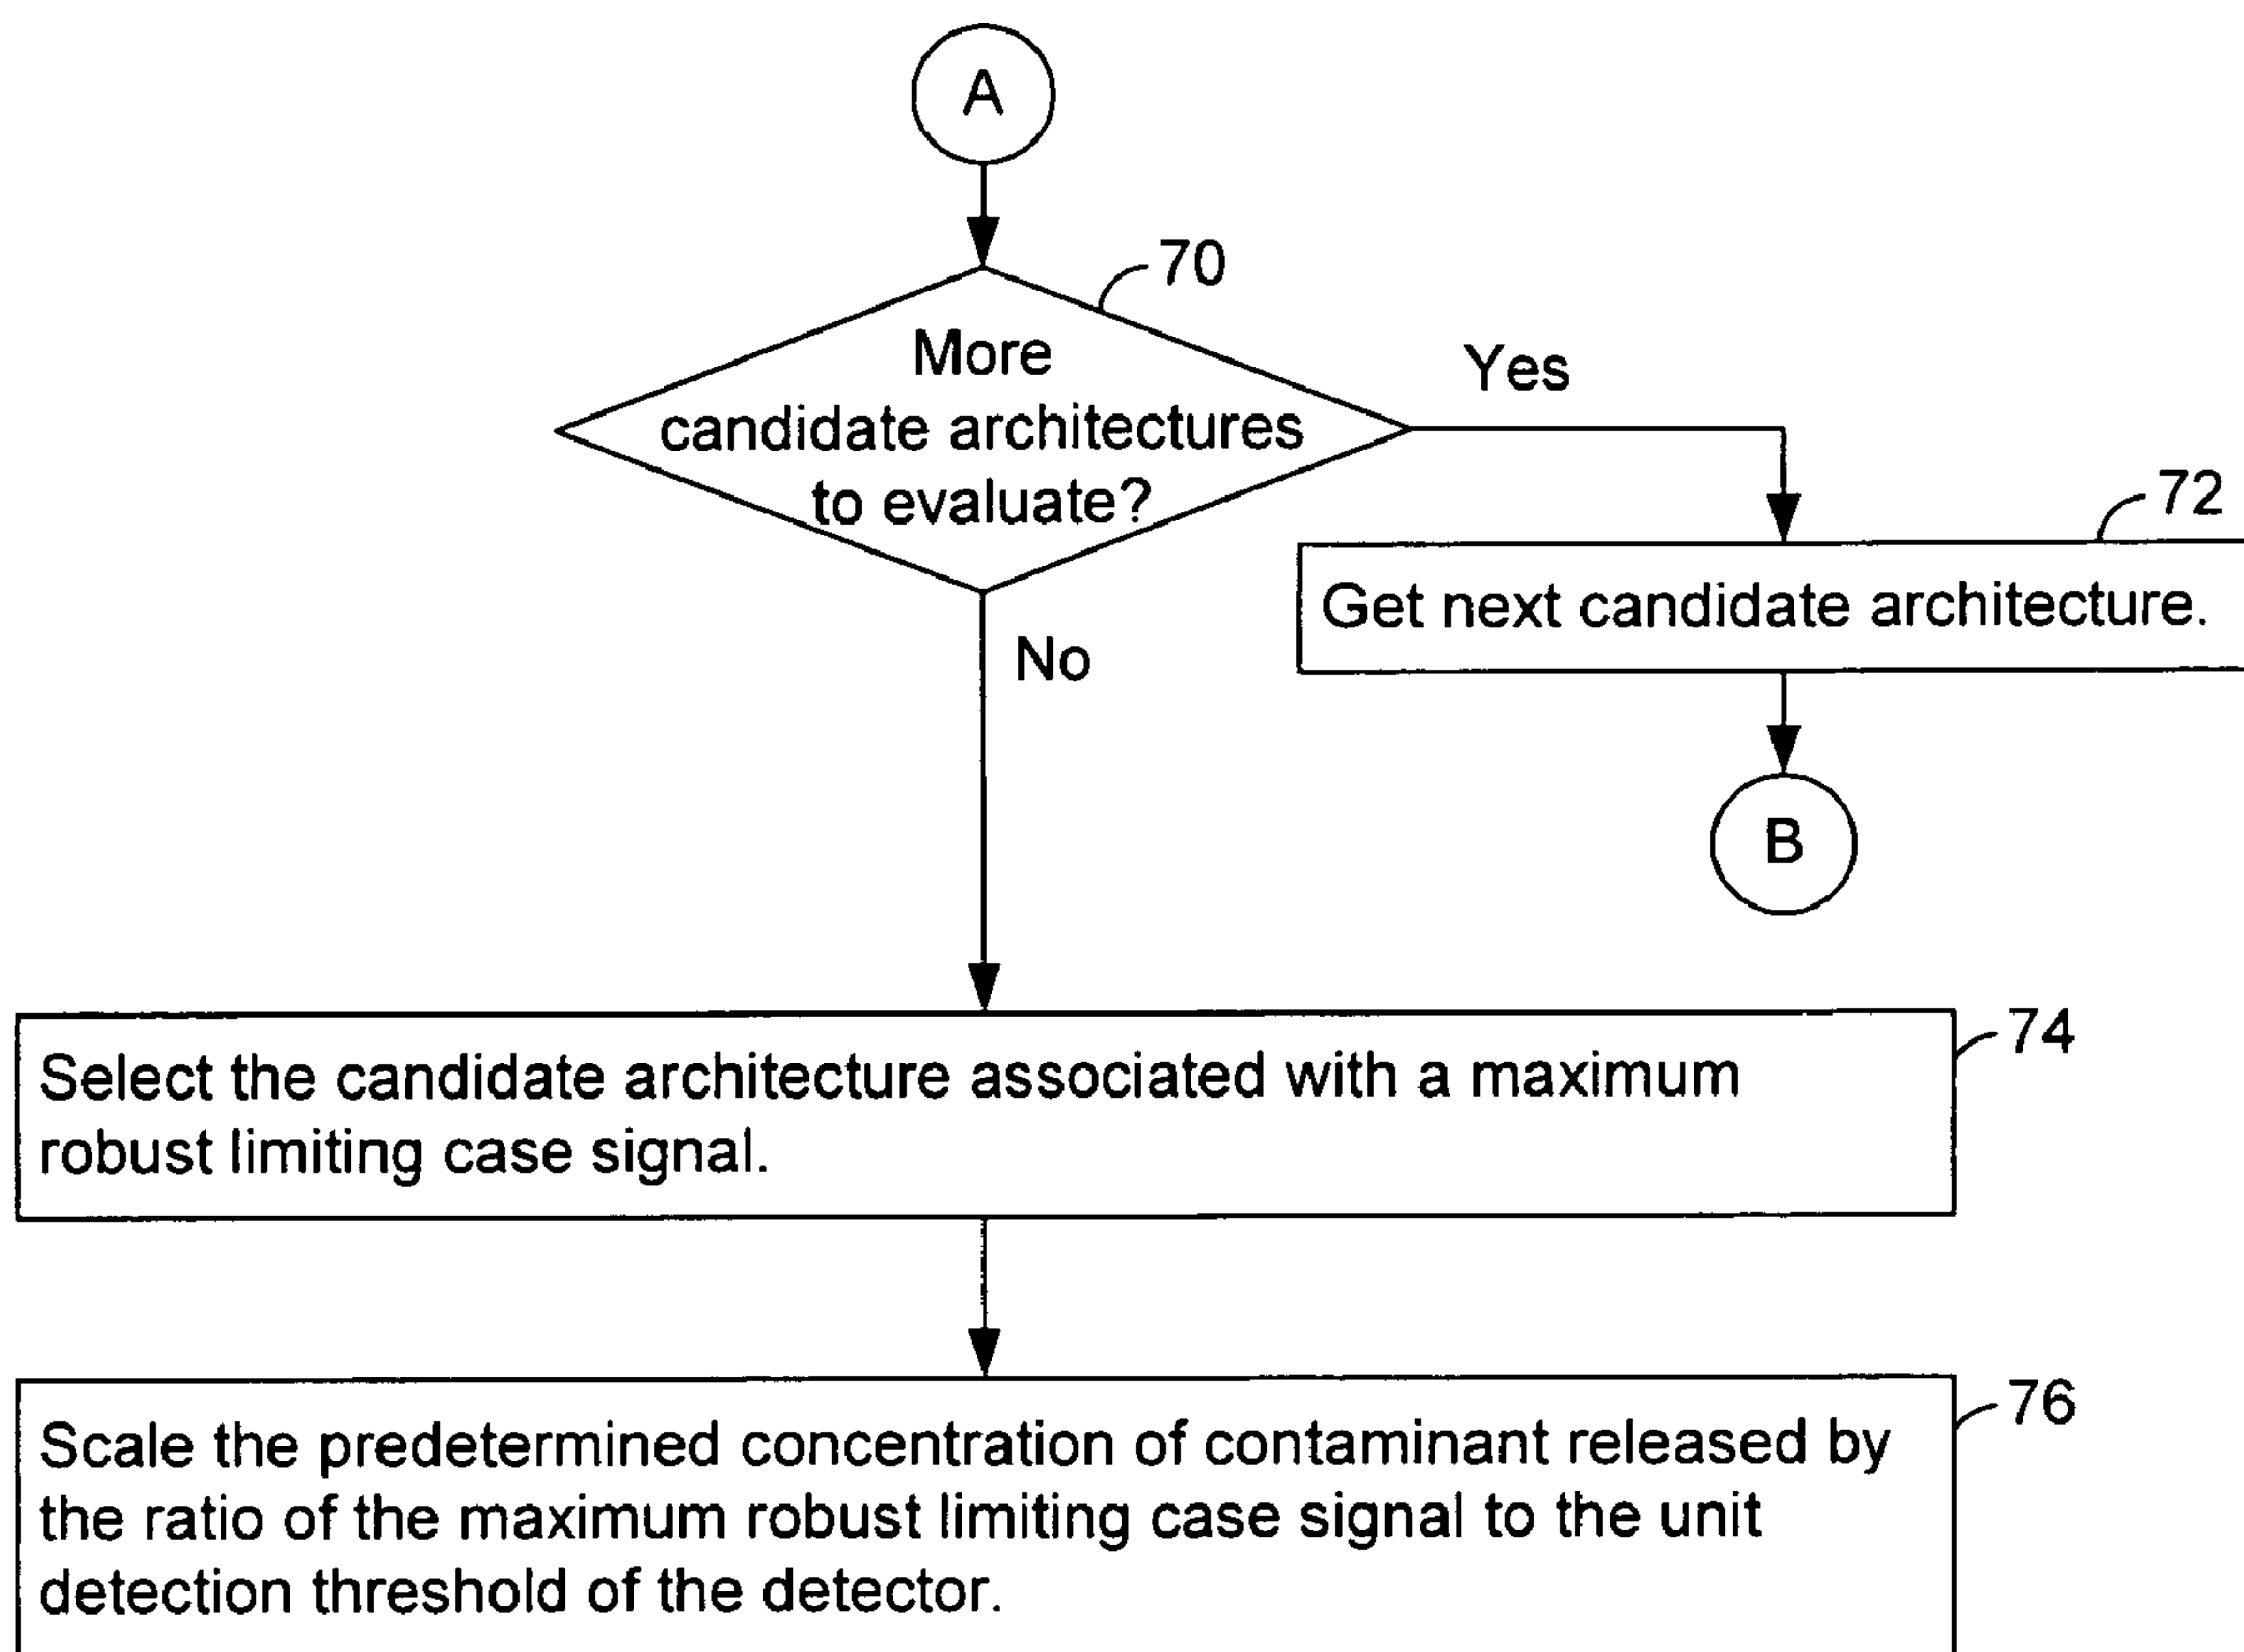 A
70
More
candidate architectures
to evaluate?
Yes
72
Get next candidate architecture.
No
B
74
Select the candidate architecture associated with a maximum
robust limiting case signal.
76
Scale the predetermined concentration of contaminant released by
the ratio of the maximum robust limiting case signal to the unit
detection threshold of the detector.